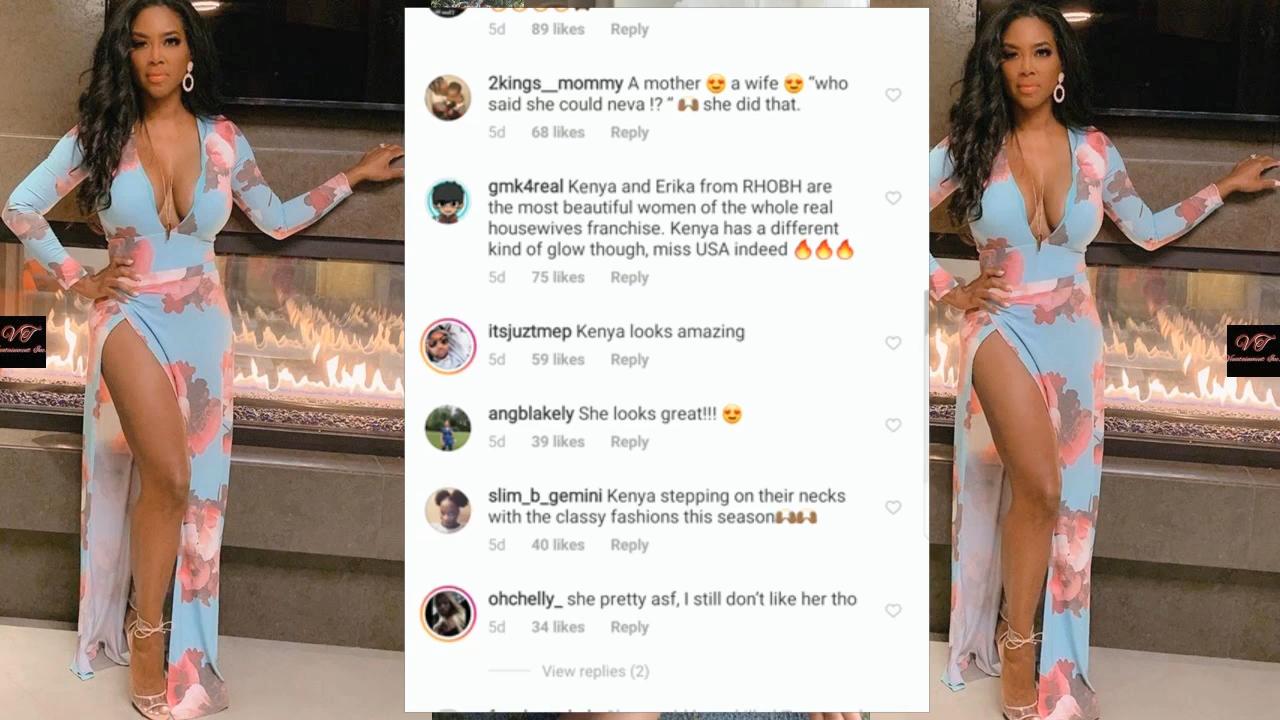 5d 89 likes Reply
2kings__mommy A mother 😍 a wife 😍 “who
said she could neva !? ” 🙌🏾 she did that.
5d 68 likes Reply
gmk4real Kenya and Erika from RHOBH are
the most beautiful women of the whole real
housewives franchise. Kenya has a different
kind of glow though, miss USA indeed 🔥🔥🔥
5d 75 likes Reply
itsjuztmep Kenya looks amazing
5d 59 likes Reply
angblakely She looks great!!! 😍
5d 39 likes Reply
slim_b_gemini Kenya stepping on their necks
with the classy fashions this season🙌🏾🙌🏾
5d 40 likes Reply
ohchelly_ she pretty asf, I still don’t like her tho
5d 34 likes Reply
View replies (2)
VT
VT